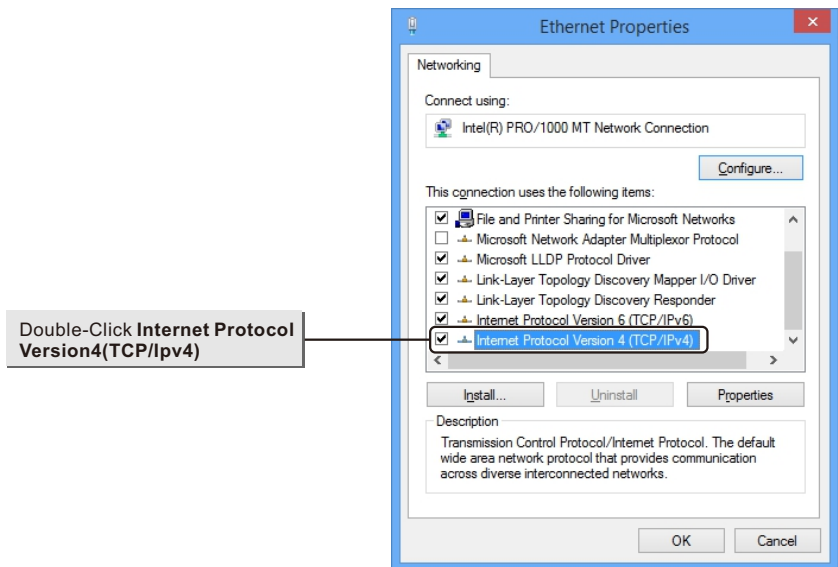 Ethernet Properties
Networking
Connect using:
Intel(R) PRO/1000 MT Network Connection
Configure...
This connection uses the following items:
File and Printer Sharing for Microsoft Networks
Microsoft Network Adapter Multiplexor Protocol
Microsoft LLDP Protocol Driver
Link-Layer Topology Discovery Mapper I/O Driver
Link-Layer Topology Discovery Responder
Internet Protocol Version 6 (TCP/IPv6)
Internet Protocol Version 4 (TCP/IPv4)
Double-Click Internet Protocol
Version4(TCP/Ipv4)
Install...
Uninstall
Properties
Description
Transmission Control Protocol/Internet Protocol. The default
wide area network protocol that provides communication
across diverse interconnected networks.
OK
Cancel